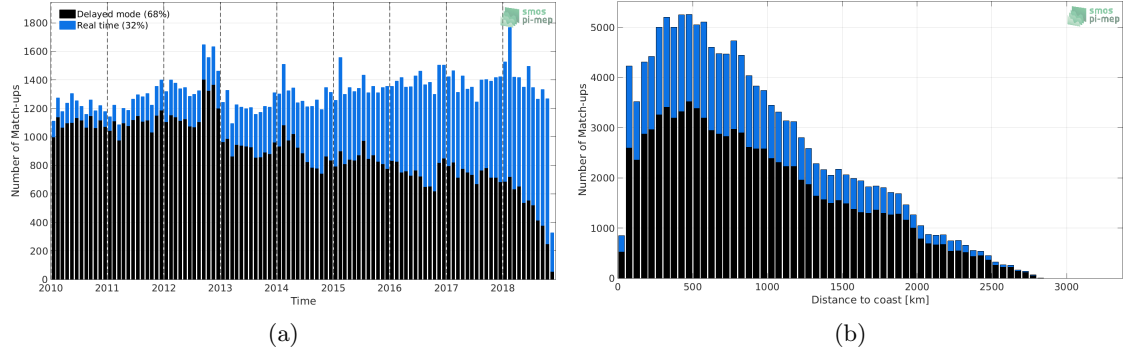 Delayed mode (68%)
Real time (32%)
smos
pi-mep
Number of Match-ups
1800
1600
1400
1200
1000
800
600
400
200
0
2010
2011
2012
2013
2014
2015
2016
2017
2018
Time
(a)
smos
pi-mep
Number of Match-ups
5000
4000
3000
2000
1000
0
0
500
1000
1500
2000
2500
3000
Distance to coast [km]
(b)